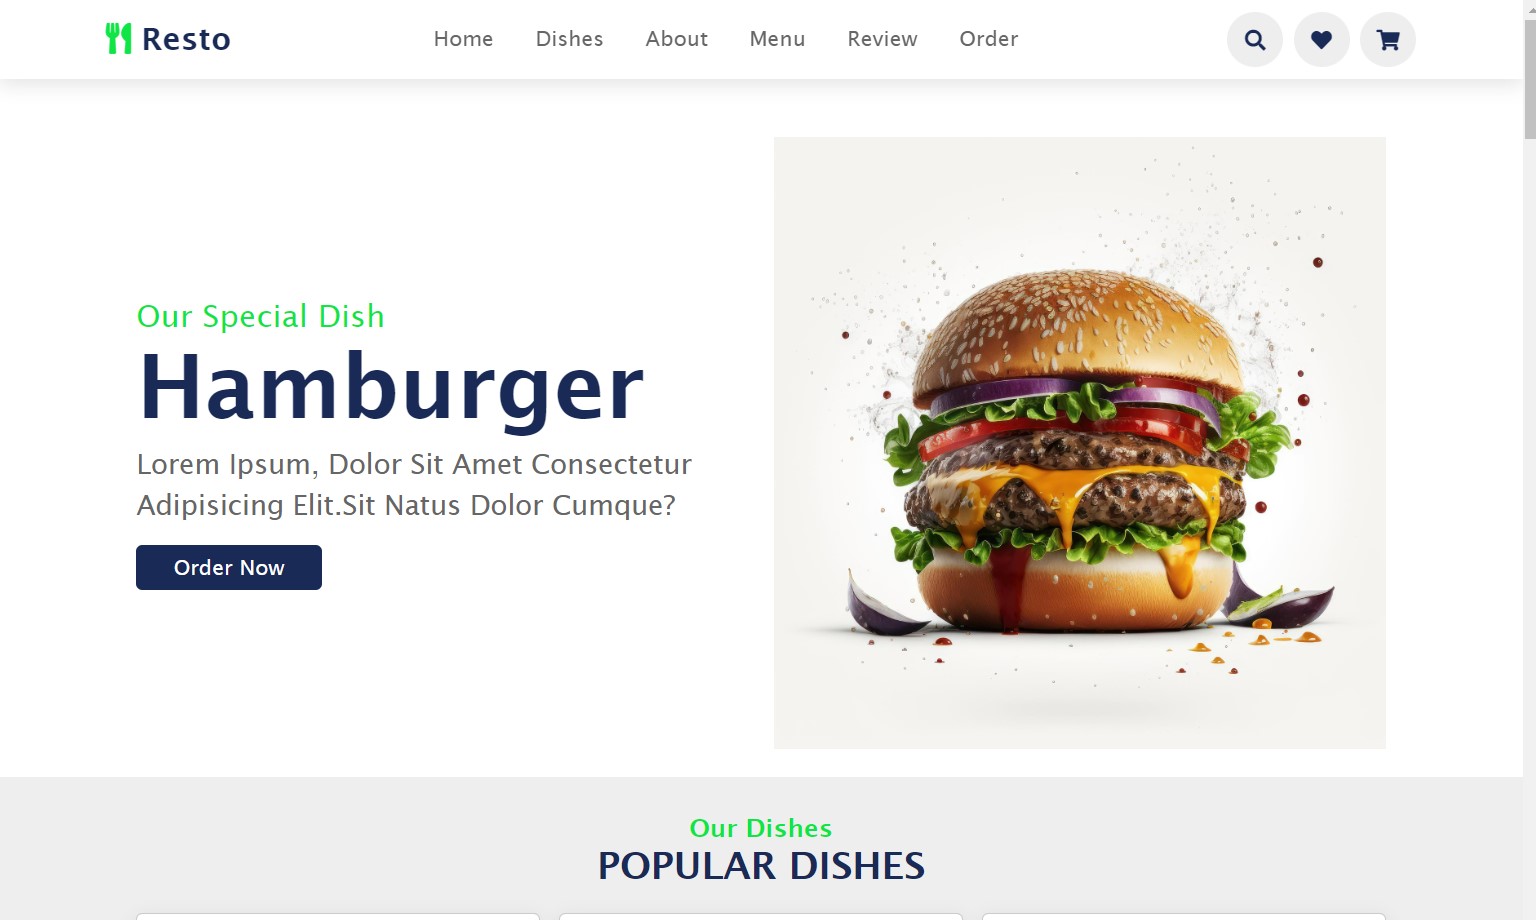 Resto
Home Dishes About Menu Review Order
Our Special Dish
Hamburger
Lorem Ipsum, Dolor Sit Amet Consectetur
Adipisicing Elit.Sit Natus Dolor Cumque?
Order Now
Our Dishes
POPULAR DISHES